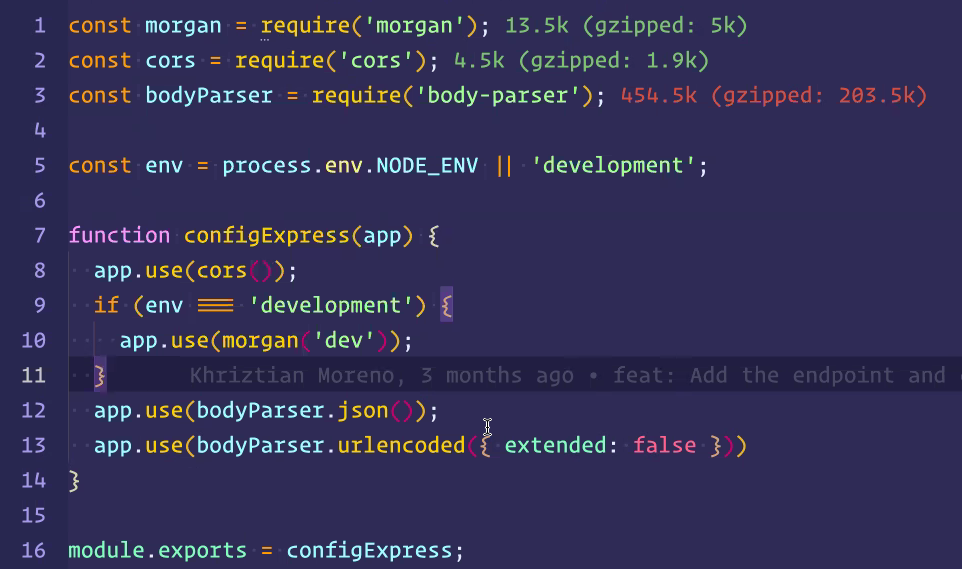 1 const morgan = require('morgan'); 13.5k (gzipped: 5k)
2 const cors = require('cors'); 4.5k (gzipped: 1.9k)
3 const bodyParser = require('body-parser'); 454.5k (gzipped: 203.5k)
4
5 const env = process.env.NODE_ENV || 'development';
6
7 function configExpress(app) {
8   app.use(cors());
9   if (env === 'development') {
10     app.use(morgan('dev'));
11   } Khriztian Moreno, 3 months ago • feat: Add the endpoint and
12   app.use(bodyParser.json());
13   app.use(bodyParser.urlencoded({ extended: false }))
14 }
15
16 module.exports = configExpress;